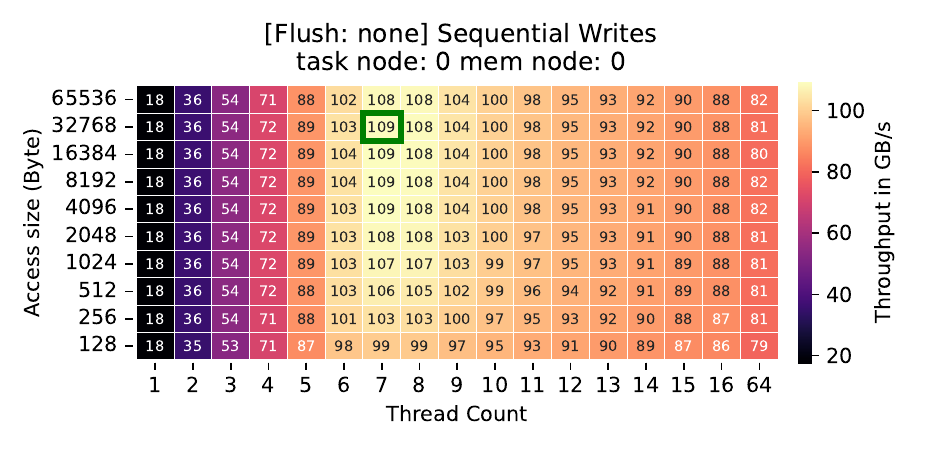 [Flush: none] Sequential Writes
task node: 0 mem node: 0
Access size (Byte)
65536 18 36 54 71 88 102 108 108 104 100 98 95 93 92 90 88 82
32768 18 36 54 72 89 103 109 108 104 100 98 95 93 92 90 88 81
16384 18 36 54 72 89 104 109 108 104 100 98 95 93 92 90 88 80
8192 18 36 54 72 89 104 109 108 104 100 98 95 93 92 90 88 82
4096 18 36 54 72 89 103 109 108 104 100 98 95 93 91 90 88 82
2048 18 36 54 72 89 103 108 108 103 100 97 95 93 91 90 88 81
1024 18 36 54 72 89 103 107 107 103 99 97 95 93 91 89 88 81
512 18 36 54 72 88 103 106 105 102 99 96 94 92 91 89 88 81
256 18 36 54 71 88 101 103 103 100 97 95 93 92 90 88 87 81
128 18 35 53 71 87 98 99 99 97 95 93 91 90 89 87 86 79
1 2 3 4 5 6 7 8 9 10 11 12 13 14 15 16 64
Thread Count
100
80
60
40
20
Throughput in GB/s